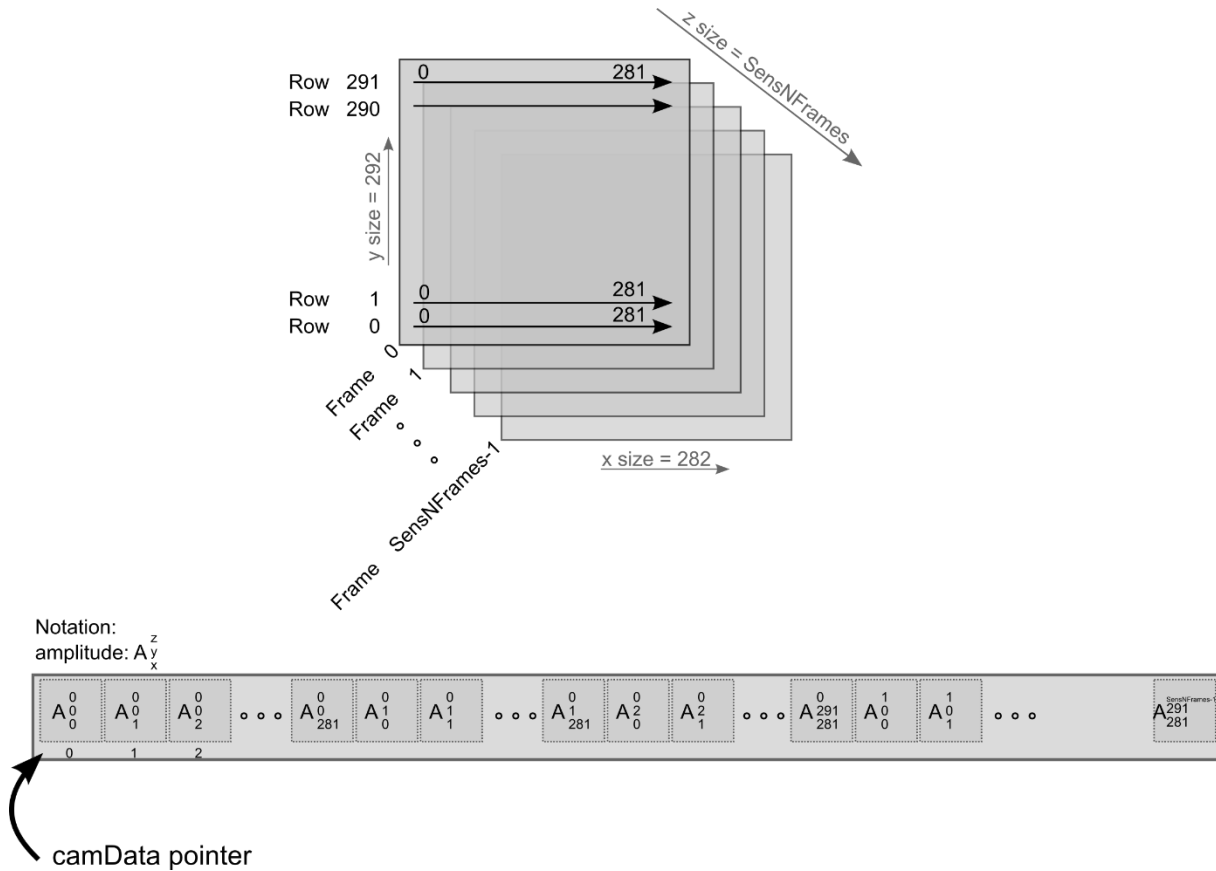 z size = SensNFrames
Row 291
0 281
Row 290
y size = 292
Row 1
0 281
Row 0
0 281
Frame 0
Frame 1
Frame SensNFrames-1
x size = 282
Notation:
amplitude: A z y x
A 0 0 0
A 0 0 1
A 0 0 2
A 0 0 281
A 0 1 0
A 0 1 1
A 0 1 281
A 0 2 0
A 0 2 1
A 0 291 281
A 1 0 0
A 1 0 1
A SensNFrames-1 291 281
0 1 2
camData pointer